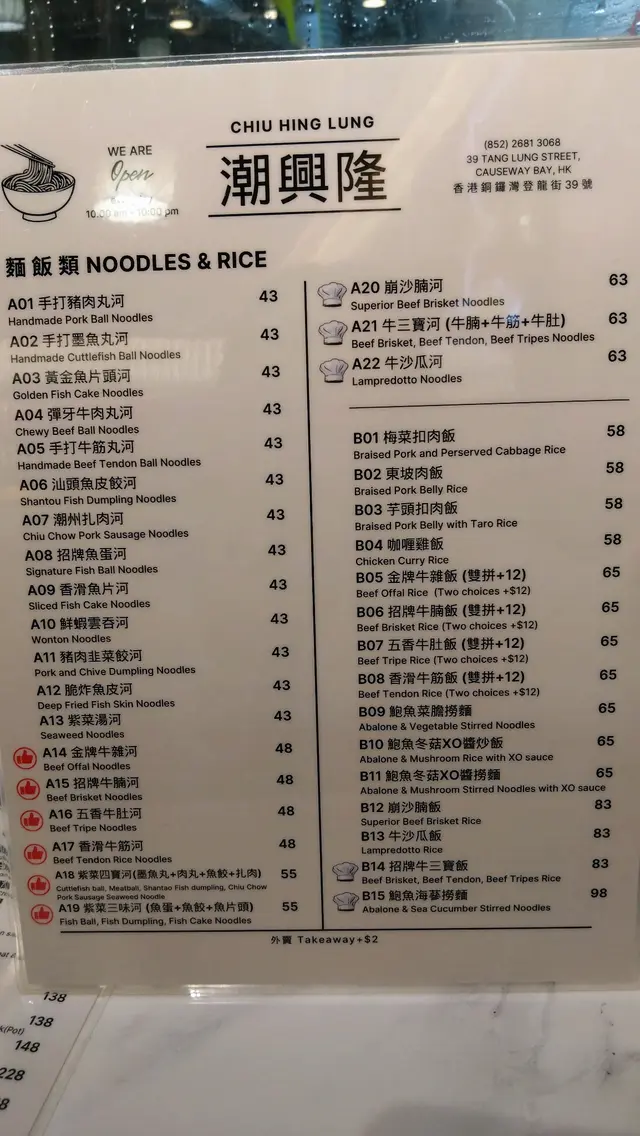 CHIU HING LUNG
潮興隆
WE ARE
Open
10.00 am - 10:00 pm
(852) 2681 3068
39 TANG LUNG STREET,
CAUSEWAY BAY, HK
香港銅鑼灣登龍街39號
麵飯類 NOODLES & RICE
A01 手打豬肉丸河 43
Handmade Pork Ball Noodles
A02 手打墨魚丸河 43
Handmade Cuttlefish Ball Noodles
A03 黃金魚片頭河 43
Golden Fish Cake Noodles
A04 彈牙牛肉丸河 43
Chewy Beef Ball Noodles
A05 手打牛筋丸河 43
Handmade Beef Tendon Ball Noodles
A06 汕頭魚皮餃河 43
Shantou Fish Dumpling Noodles
A07 潮州扎肉河 43
Chiu Chow Pork Sausage Noodles
A08 招牌魚蛋河 43
Signature Fish Ball Noodles
A09 香滑魚片河 43
Sliced Fish Cake Noodles
A10 鮮蝦雲吞河 43
Wonton Noodles
A11 豬肉韮菜餃河 43
Pork and Chive Dumpling Noodles
A12 脆炸魚皮河 43
Deep Fried Fish Skin Noodles
A13 紫菜湯河 43
Seaweed Noodles
A14 金牌牛雜河 48
Beef Offal Noodles
A15 招牌牛腩河 48
Beef Brisket Noodles
A16 五香牛肚河 48
Beef Tripe Noodles
A17 香滑牛筋河 48
Beef Tendon Rice Noodles
A18 紫菜四寶河(墨魚丸+肉丸+魚餃+扎肉) 55
Cuttlefish ball, Meatball, Shantao Fish dumpling, Chiu Chow
Pork Sausage Seaweed Noodle
A19 紫菜三味河 (魚蛋+魚餃+魚片頭) 55
Fish Ball, Fish Dumpling, Fish Cake Noodles
A20 崩沙腩河 63
Superior Beef Brisket Noodles
A21 牛三寶河 (牛腩+牛筋+牛肚) 63
Beef Brisket, Beef Tendon, Beef Tripes Noodles
A22 牛沙瓜河 63
Lampredotto Noodles
B01 梅菜扣肉飯 58
Braised Pork and Perserved Cabbage Rice
B02 東坡肉飯 58
Braised Pork Belly Rice
B03 芋頭扣肉飯 58
Braised Pork Belly with Taro Rice
B04 咖喱雞飯 58
Chicken Curry Rice
B05 金牌牛雜飯 (雙拼+12) 65
Beef Offal Rice (Two choices +$12)
B06 招牌牛腩飯 (雙拼+12) 65
Beef Brisket Rice (Two choices +$12)
B07 五香牛肚飯 (雙拼+12) 65
Beef Tripe Rice (Two choices +$12)
B08 香滑牛筋飯 (雙拼+12) 65
Beef Tendon Rice (Two choices +$12)
B09 鮑魚菜膽撈麵 65
Abalone & Vegetable Stirred Noodles
B10 鮑魚冬菇XO醬炒飯 65
Abalone & Mushroom Rice with XO sauce
B11 鮑魚冬菇XO醬撈麵 65
Abalone & Mushroom Stirred Noodles with XO sauce
B12 崩沙腩飯 83
Superior Beef Brisket Rice
B13 牛沙瓜飯 83
Lampredotto Rice
B14 招牌牛三寶飯 83
Beef Brisket, Beef Tendon, Beef Tripes Rice
B15 鮑魚海蔘撈麵 98
Abalone & Sea Cucumber Stirred Noodles
外賣 Takeaway+$2
138
138
k(Pot)
148
228
8